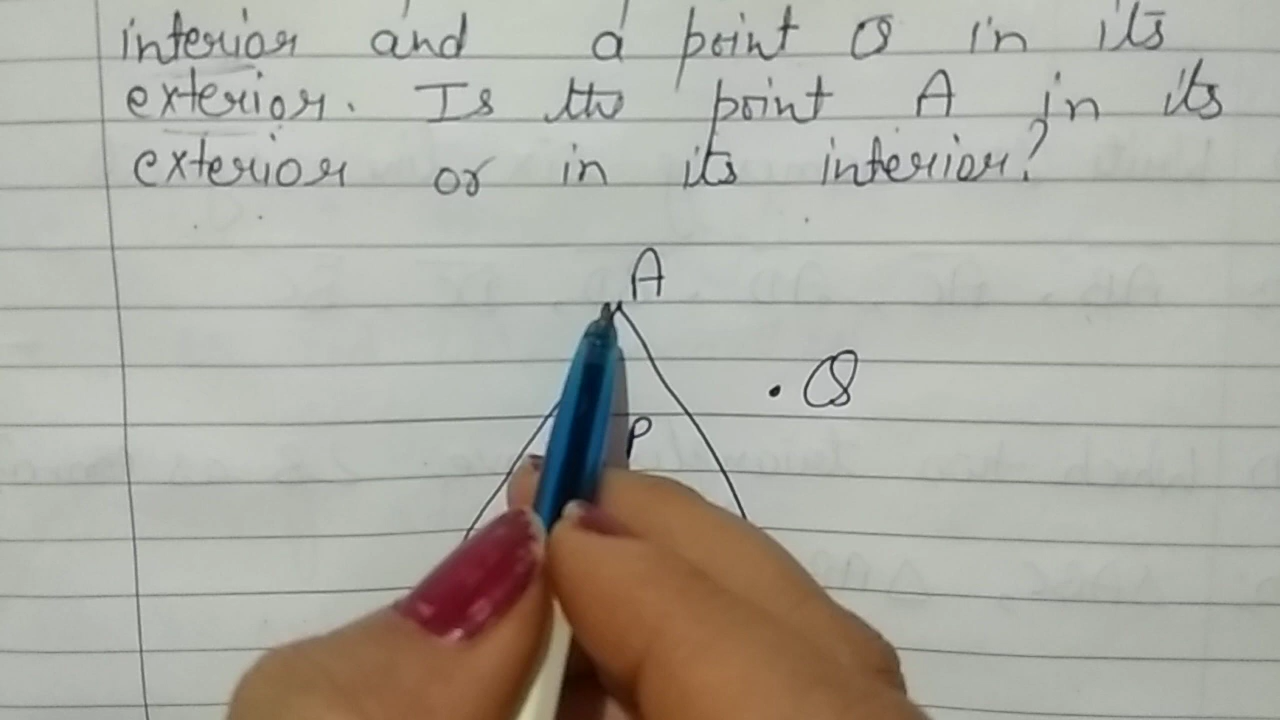 interior and a point Q in its
exterior. Is the point A in its
exterior or in its interior?
A
Q
P